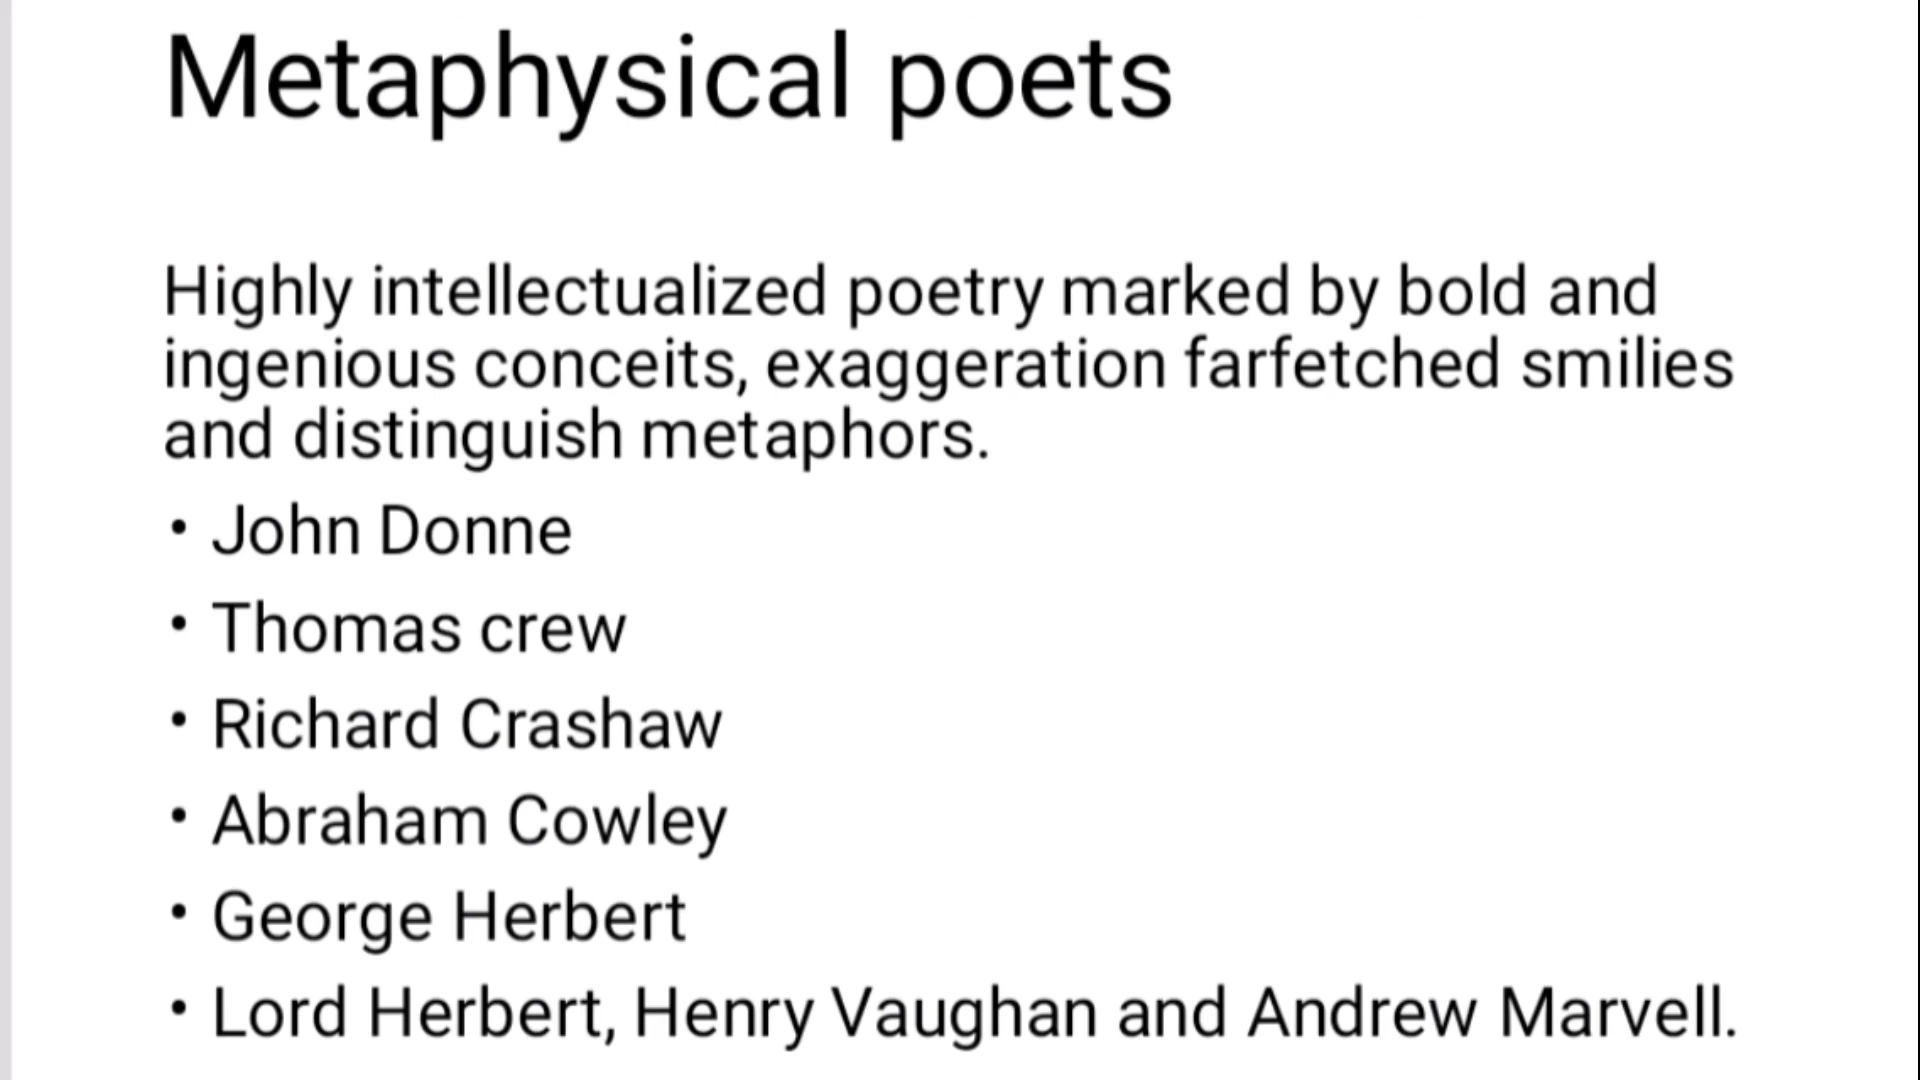 Metaphysical poets
Highly intellectualized poetry marked by bold and
ingenious conceits, exaggeration farfetched smilies
and distinguish metaphors.
• John Donne
• Thomas crew
• Richard Crashaw
• Abraham Cowley
• George Herbert
• Lord Herbert, Henry Vaughan and Andrew Marvell.